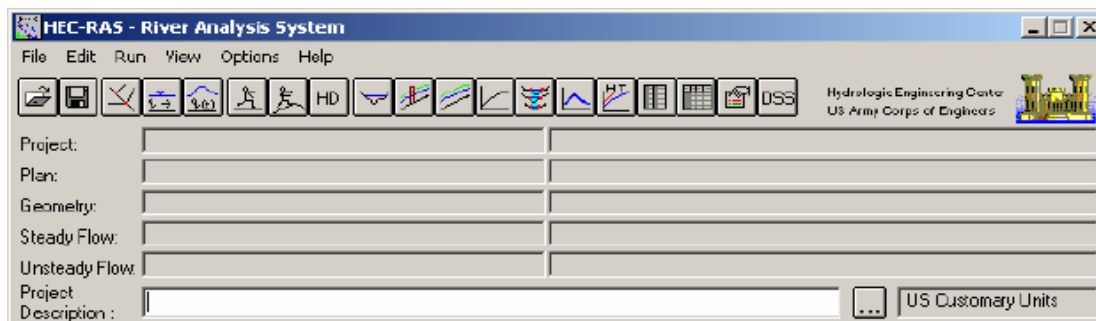 HEC-RAS - River Analysis System
File Edit Run View Options Help
HD
HT
DSS
Hydrologic Engineering Center
US Army Corps of Engineers
Project:
Plan:
Geometry:
Steady Flow:
Unsteady Flow:
Project
Description :
...
US Customary Units